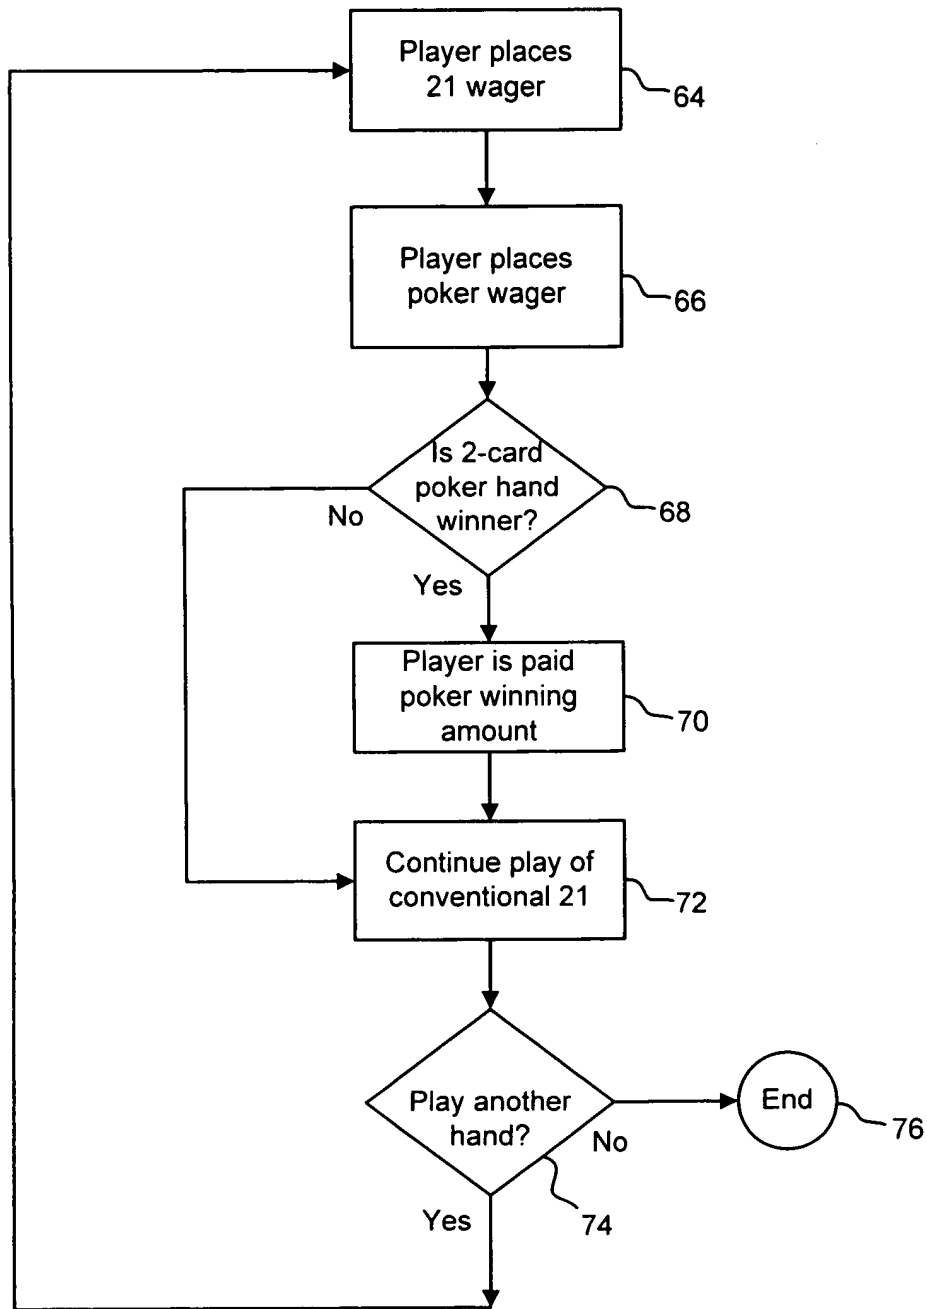 Player places
21 wager
64
Player places
poker wager
66
Is 2-card
poker hand
winner?
68
No
Yes
Player is paid
poker winning
amount
70
Continue play of
conventional 21
72
Play another
hand?
No
End
76
74
Yes